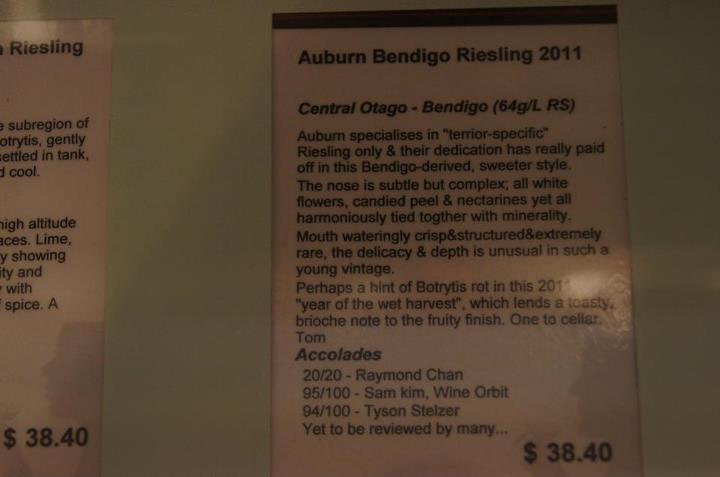 Riesling
subregion of
otrytis, gently
ettled in tank,
cool.
high altitude
aces. Lime,
y showing
ity and
with
spice. A
$ 38.40
Auburn Bendigo Riesling 2011
Central Otago - Bendigo (64g/L RS)
Auburn specialises in "terrior-specific"
Riesling only & their dedication has really paid
off in this Bendigo-derived, sweeter style.
The nose is subtle but complex; all white
flowers, candied peel & nectarines yet all
harmoniously tied togther with minerality.
Mouth wateringly crisp&structured&extremely
rare, the delicacy & depth is unusual in such a
young vintage.
Perhaps a hint of Botrytis rot in this 2011
"year of the wet harvest", which lends a toasty,
brioche note to the fruity finish. One to cellar.
Tom
Accolades
20/20 - Raymond Chan
95/100 - Sam kim, Wine Orbit
94/100 - Tyson Stelzer
Yet to be reviewed by many...
$ 38.40